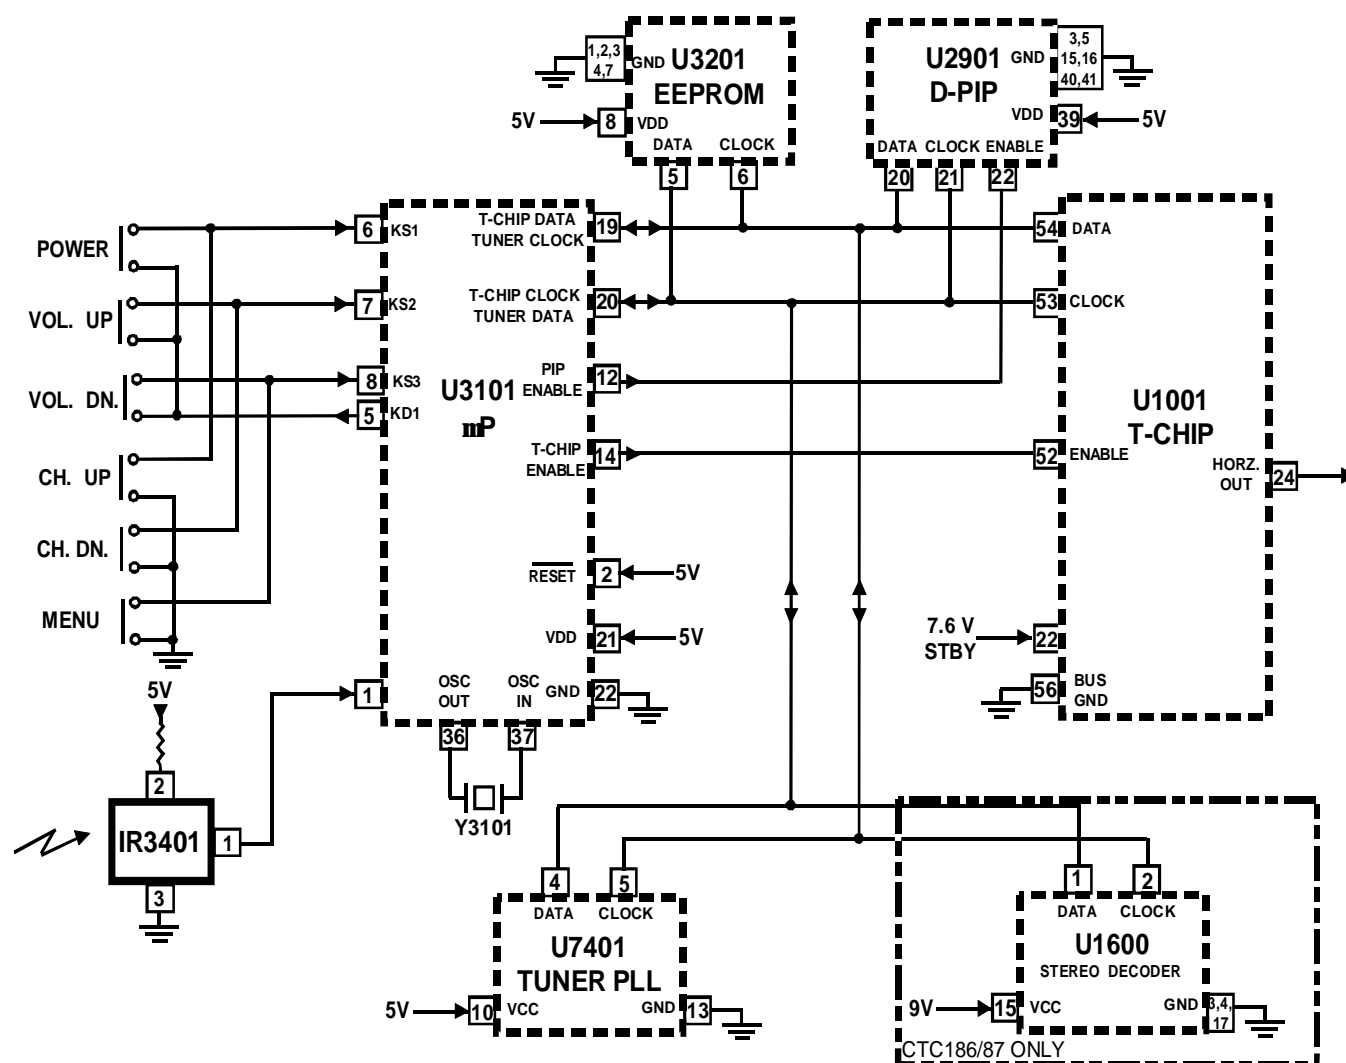 1,2,3
4,7
GND
U3201
EEPROM
5V
8
VDD
DATA
CLOCK
5
6
U2901
D-PIP
GND
3,5
15,16
40,41
VDD
39
5V
DATA CLOCK ENABLE
20
21
22
POWER
VOL. UP
VOL. DN.
CH. UP
CH. DN.
MENU
6
KS1
7
KS2
8
KS3
5
KD1
U3101
mP
T-CHIP DATA
TUNER CLOCK
19
T-CHIP CLOCK
TUNER DATA
20
PIP
ENABLE
12
T-CHIP
ENABLE
14
RESET
2
5V
VDD
21
5V
GND
22
OSC
OUT
OSC
IN
36
37
Y3101
1
54
DATA
53
CLOCK
U1001
T-CHIP
52
ENABLE
HORZ.
OUT
24
7.6 V
STBY
22
56
BUS
GND
5V
2
IR3401
1
3
4
5
DATA
CLOCK
U7401
TUNER PLL
5V
10
VCC
GND
13
1
2
DATA
CLOCK
U1600
STEREO DECODER
9V
15
VCC
GND
3,4,
17
CTC186/87 ONLY